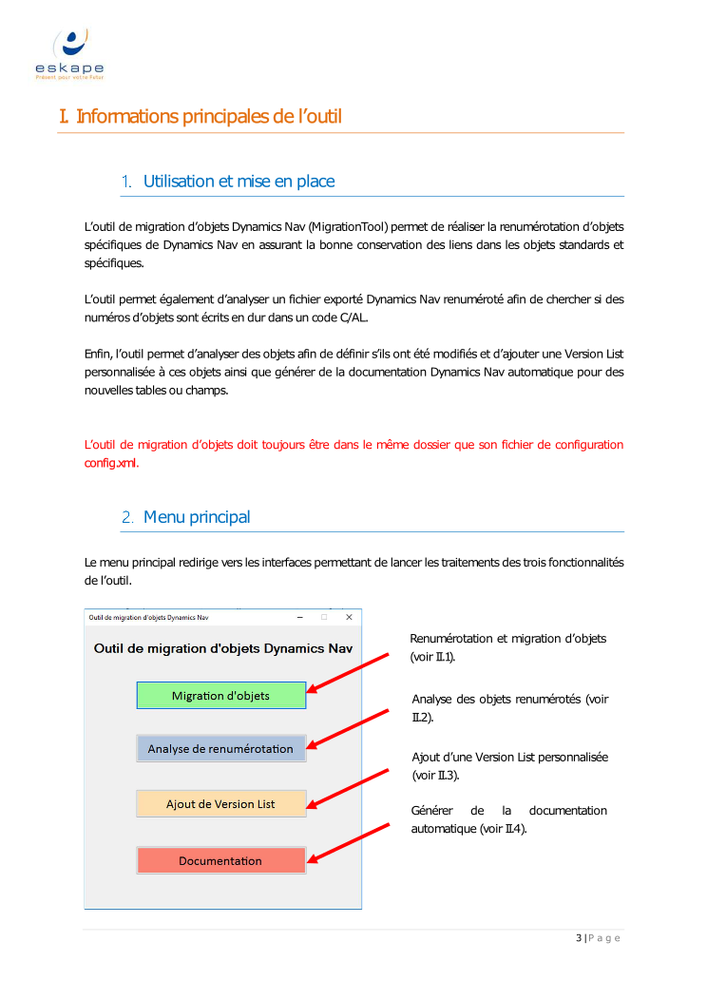 eskape
Présent pour votre Futur
I. Informations principales de l’outil
1. Utilisation et mise en place
L’outil de migration d’objets Dynamics Nav (MigrationTool) permet de réaliser la renumérotation d’objets
spécifiques de Dynamics Nav en assurant la bonne conservation des liens dans les objets standards et
spécifiques.
L’outil permet également d’analyser un fichier exporté Dynamics Nav renuméroté afin de chercher si des
numéros d’objets sont écrits en dur dans un code C/AL.
Enfin, l’outil permet d’analyser des objets afin de définir s’ils ont été modifiés et d’ajouter une Version List
personnalisée à ces objets ainsi que générer de la documentation Dynamics Nav automatique pour des
nouvelles tables ou champs.
L’outil de migration d’objets doit toujours être dans le même dossier que son fichier de configuration
config.xml.
2. Menu principal
Le menu principal redirige vers les interfaces permettant de lancer les traitements des trois fonctionnalités
de l’outil.
Outil de migration d'objets Dynamics Nav
Outil de migration d'objets Dynamics Nav
Migration d'objets
Analyse de renumérotation
Ajout de Version List
Documentation
Renumérotation et migration d’objets
(voir II.1).
Analyse des objets renumérotés (voir
II.2).
Ajout d’une Version List personnalisée
(voir II.3).
Générer de la documentation
automatique (voir II.4).
3 | Page